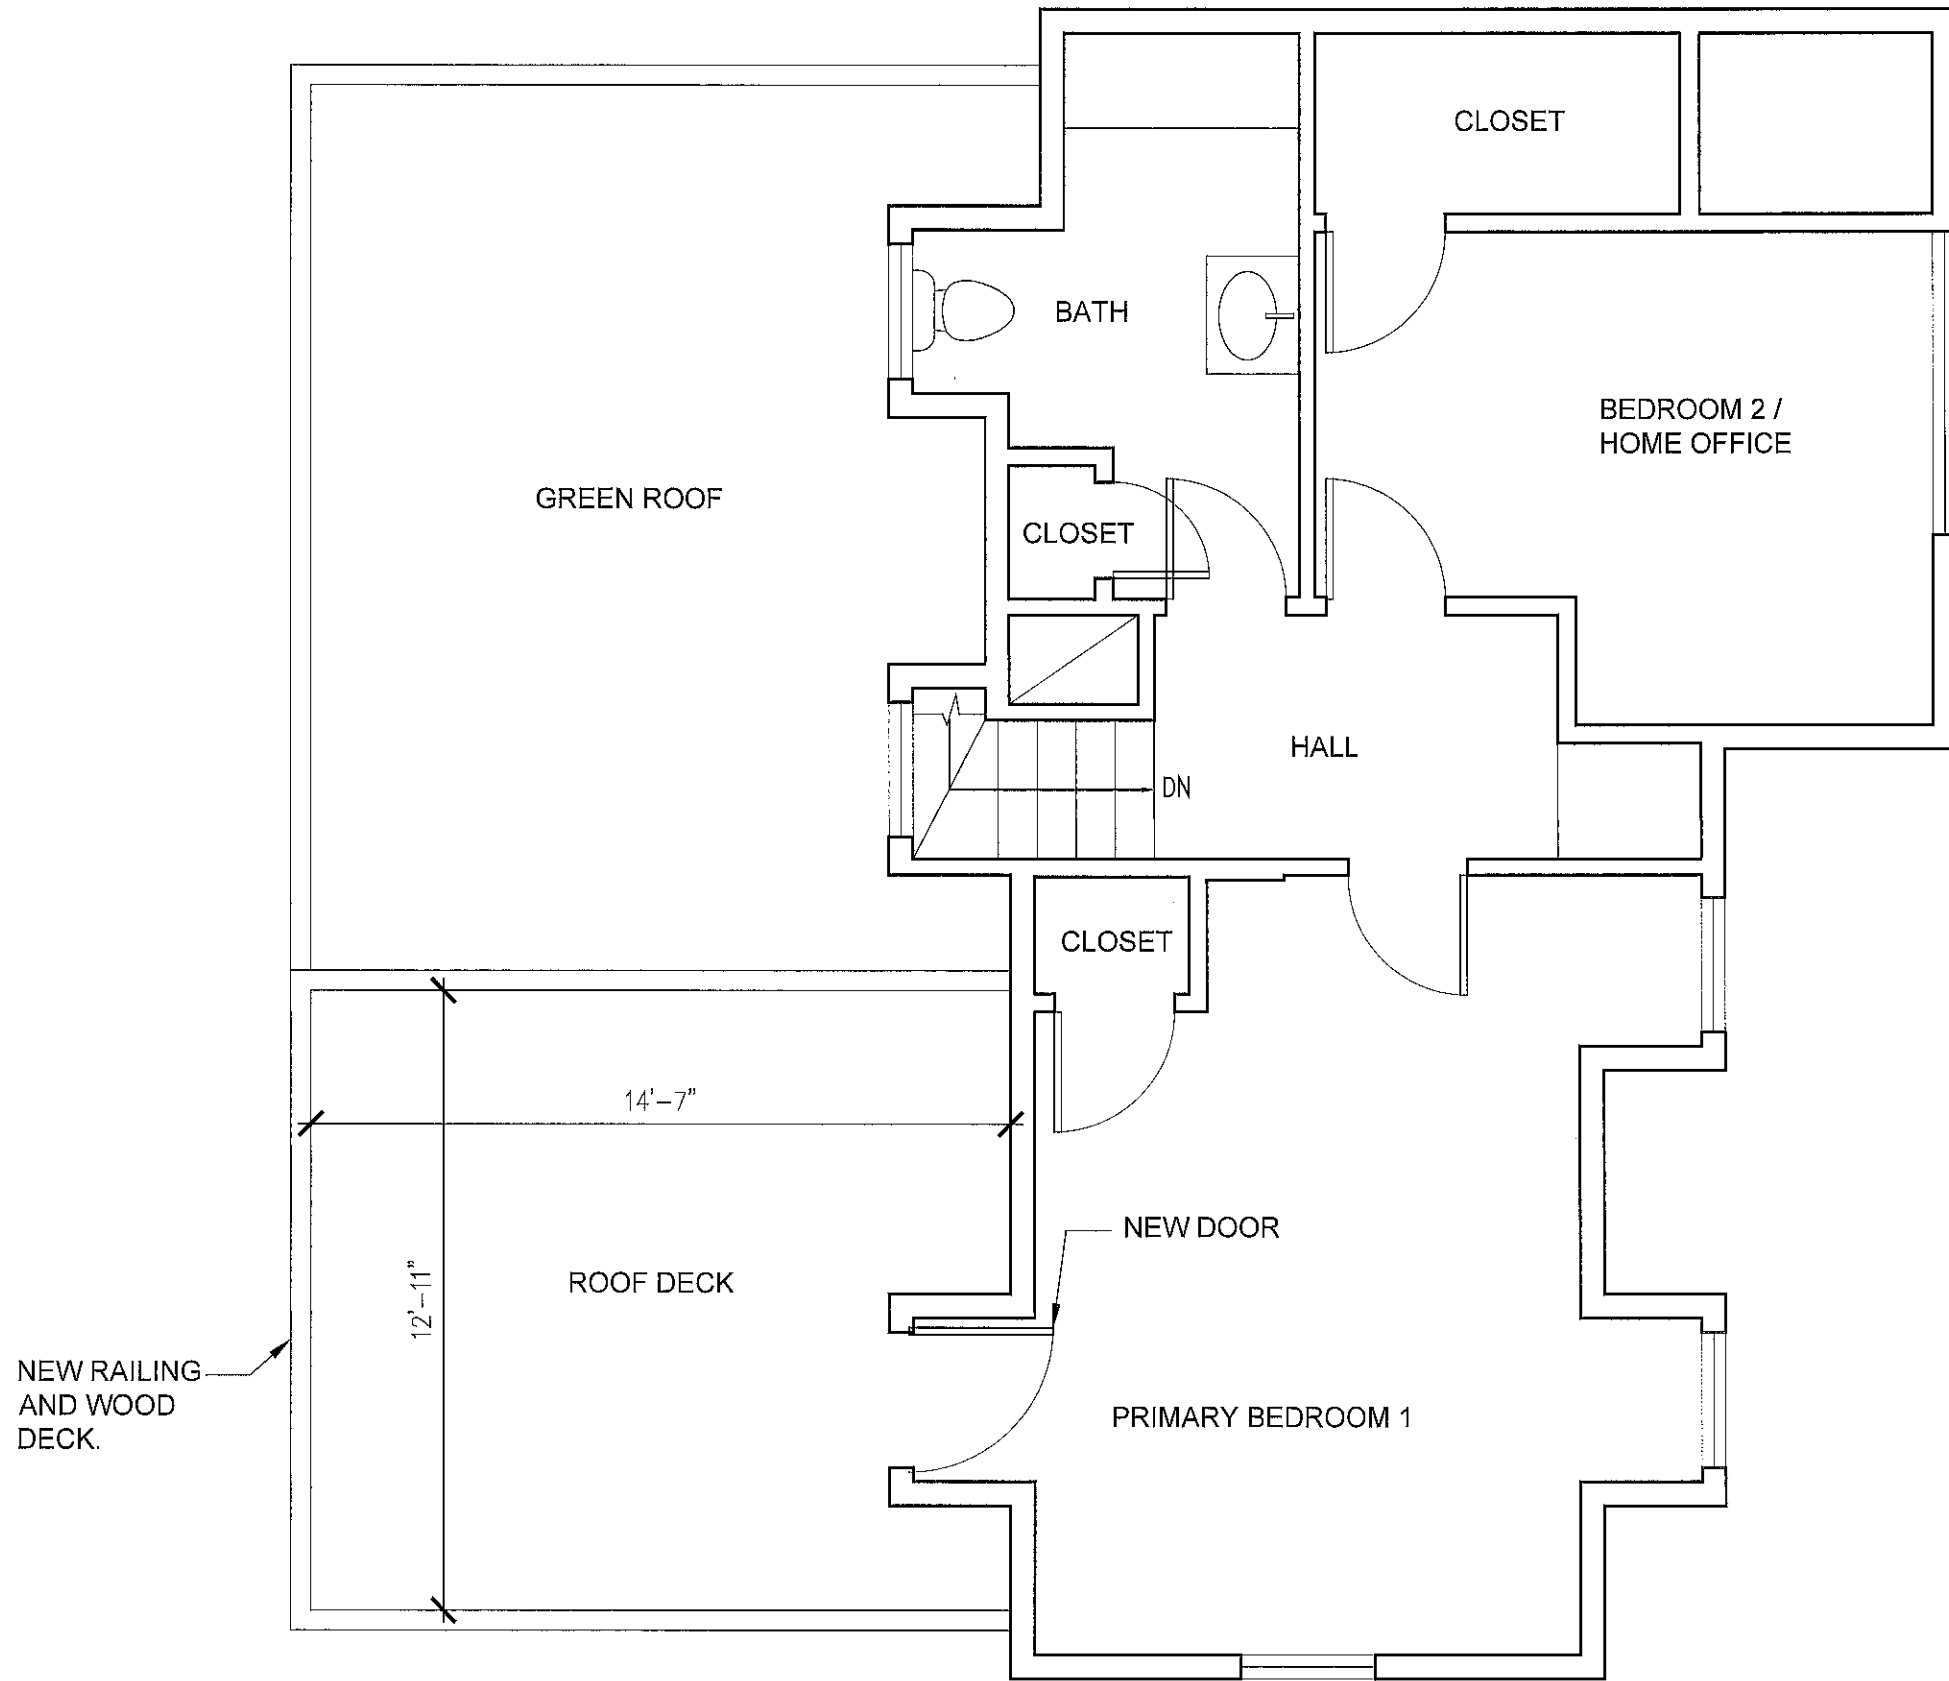 CLOSET
BATH
BEDROOM 2 /
HOME OFFICE
GREEN ROOF
CLOSET
HALL
DN
CLOSET
14'-7"
NEW DOOR
ROOF DECK
12'-11"
NEW RAILING
AND WOOD
DECK.
PRIMARY BEDROOM 1